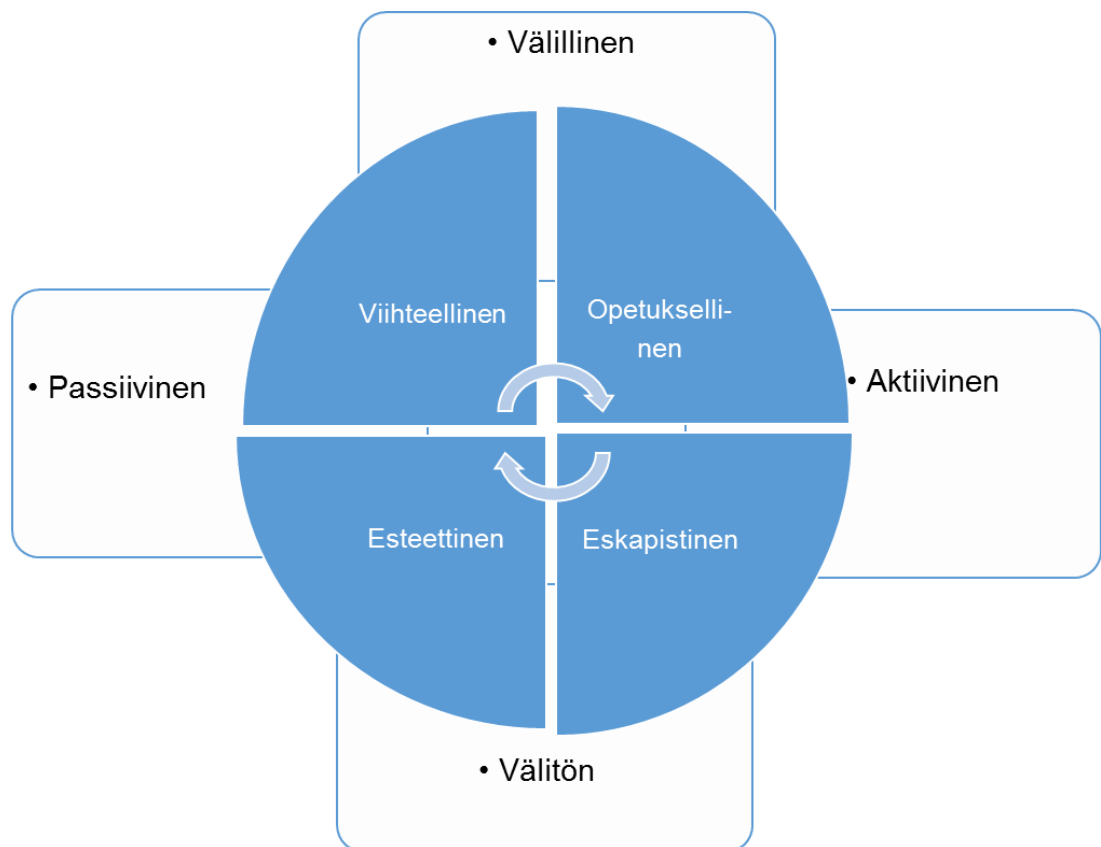 • Välillinen
Viihteellinen
Opetukselli-
nen
• Passiivinen
• Aktiivinen
Esteettinen
Eskapistinen
• Välitön